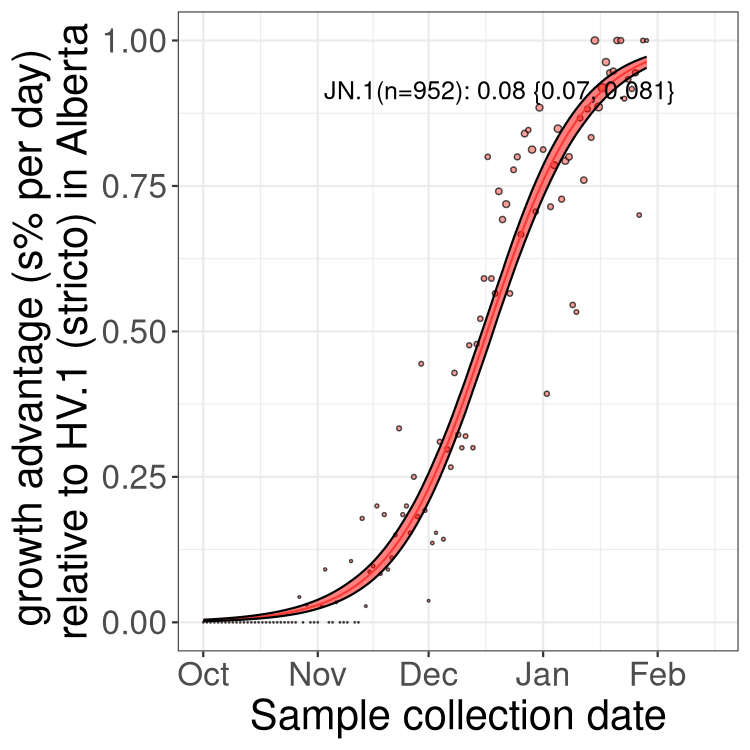 growth advantage (s% per day)
relative to HV.1 (stricto) in Alberta
1.00
0.75
0.50
0.25
0.00
JN.1(n=952): 0.08 {0.07, 0.081}
Oct Nov Dec Jan Feb
Sample collection date